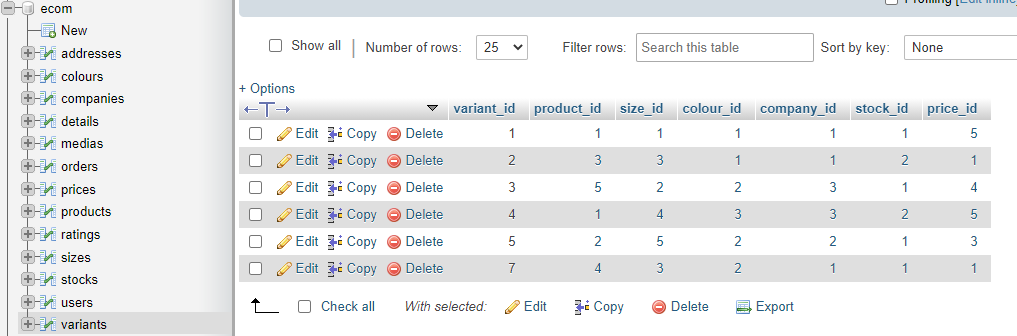 ecom
New
addresses
colours
companies
details
medias
orders
prices
products
ratings
sizes
stocks
users
variants
Profiling [Edit inline]
Show all Number of rows: 25 Filter rows: Search this table Sort by key: None
+ Options
variant_id product_id size_id colour_id company_id stock_id price_id
Edit Copy Delete 1 1 1 1 1 1 5
Edit Copy Delete 2 3 3 1 1 2 1
Edit Copy Delete 3 5 2 2 3 1 4
Edit Copy Delete 4 1 4 3 3 2 5
Edit Copy Delete 5 2 5 2 2 1 3
Edit Copy Delete 7 4 3 2 1 1 1
Check all With selected: Edit Copy Delete Export